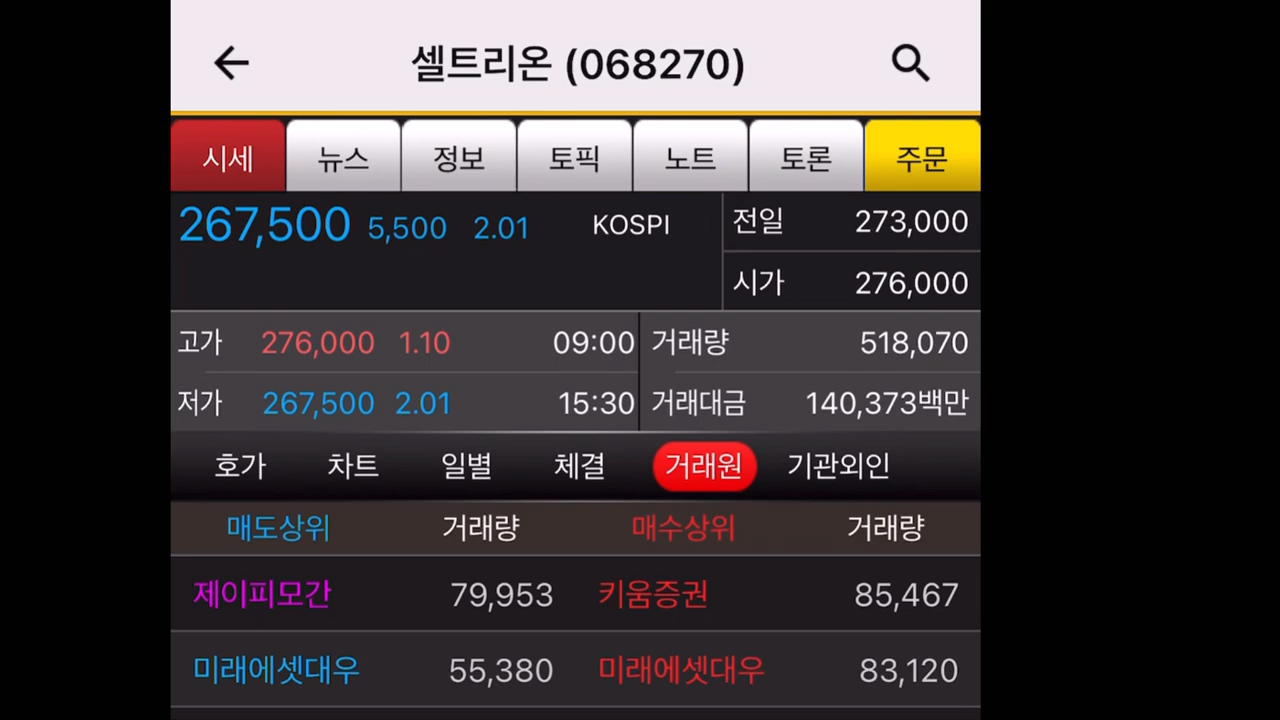 셀트리온 (068270)
시세 뉴스 정보 토픽 노트 토론 주문
267,500 5,500 2.01 KOSPI 전일 273,000
시가 276,000
고가 276,000 1.10 09:00 거래량 518,070
저가 267,500 2.01 15:30 거래대금 140,373백만
호가 차트 일별 체결 거래원 기관외인
매도상위 거래량 매수상위 거래량
제이피모간 79,953 키움증권 85,467
미래에셋대우 55,380 미래에셋대우 83,120